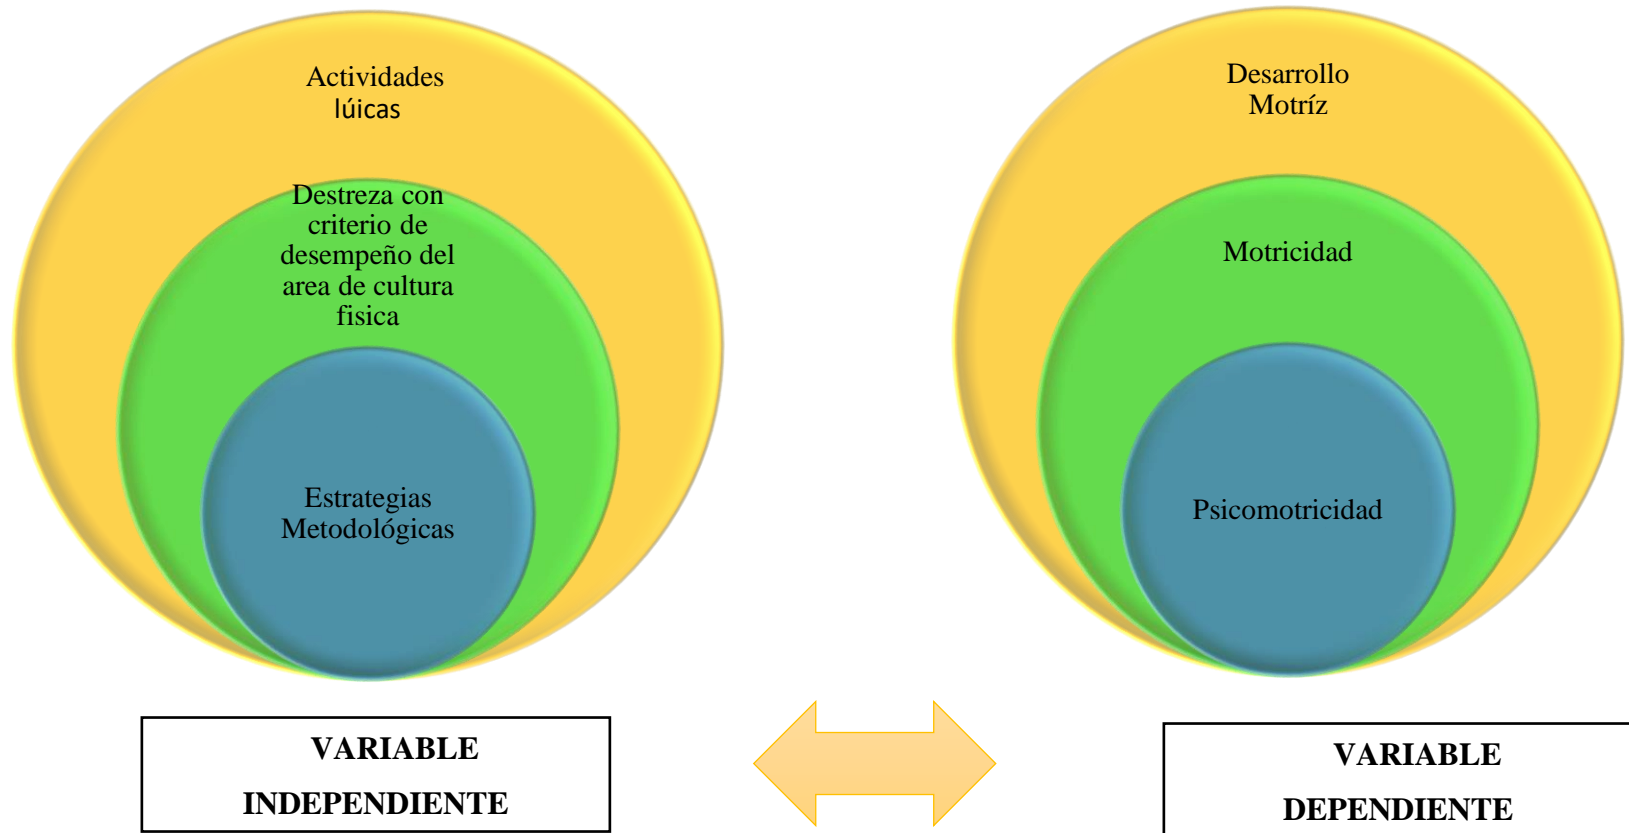 Actividades
lúicas
Destreza con
criterio de
desempeño del
area de cultura
fisica
Estrategias
Metodológicas
VARIABLE
INDEPENDIENTE
Desarrollo
Motríz
Motricidad
Psicomotricidad
VARIABLE
DEPENDIENTE